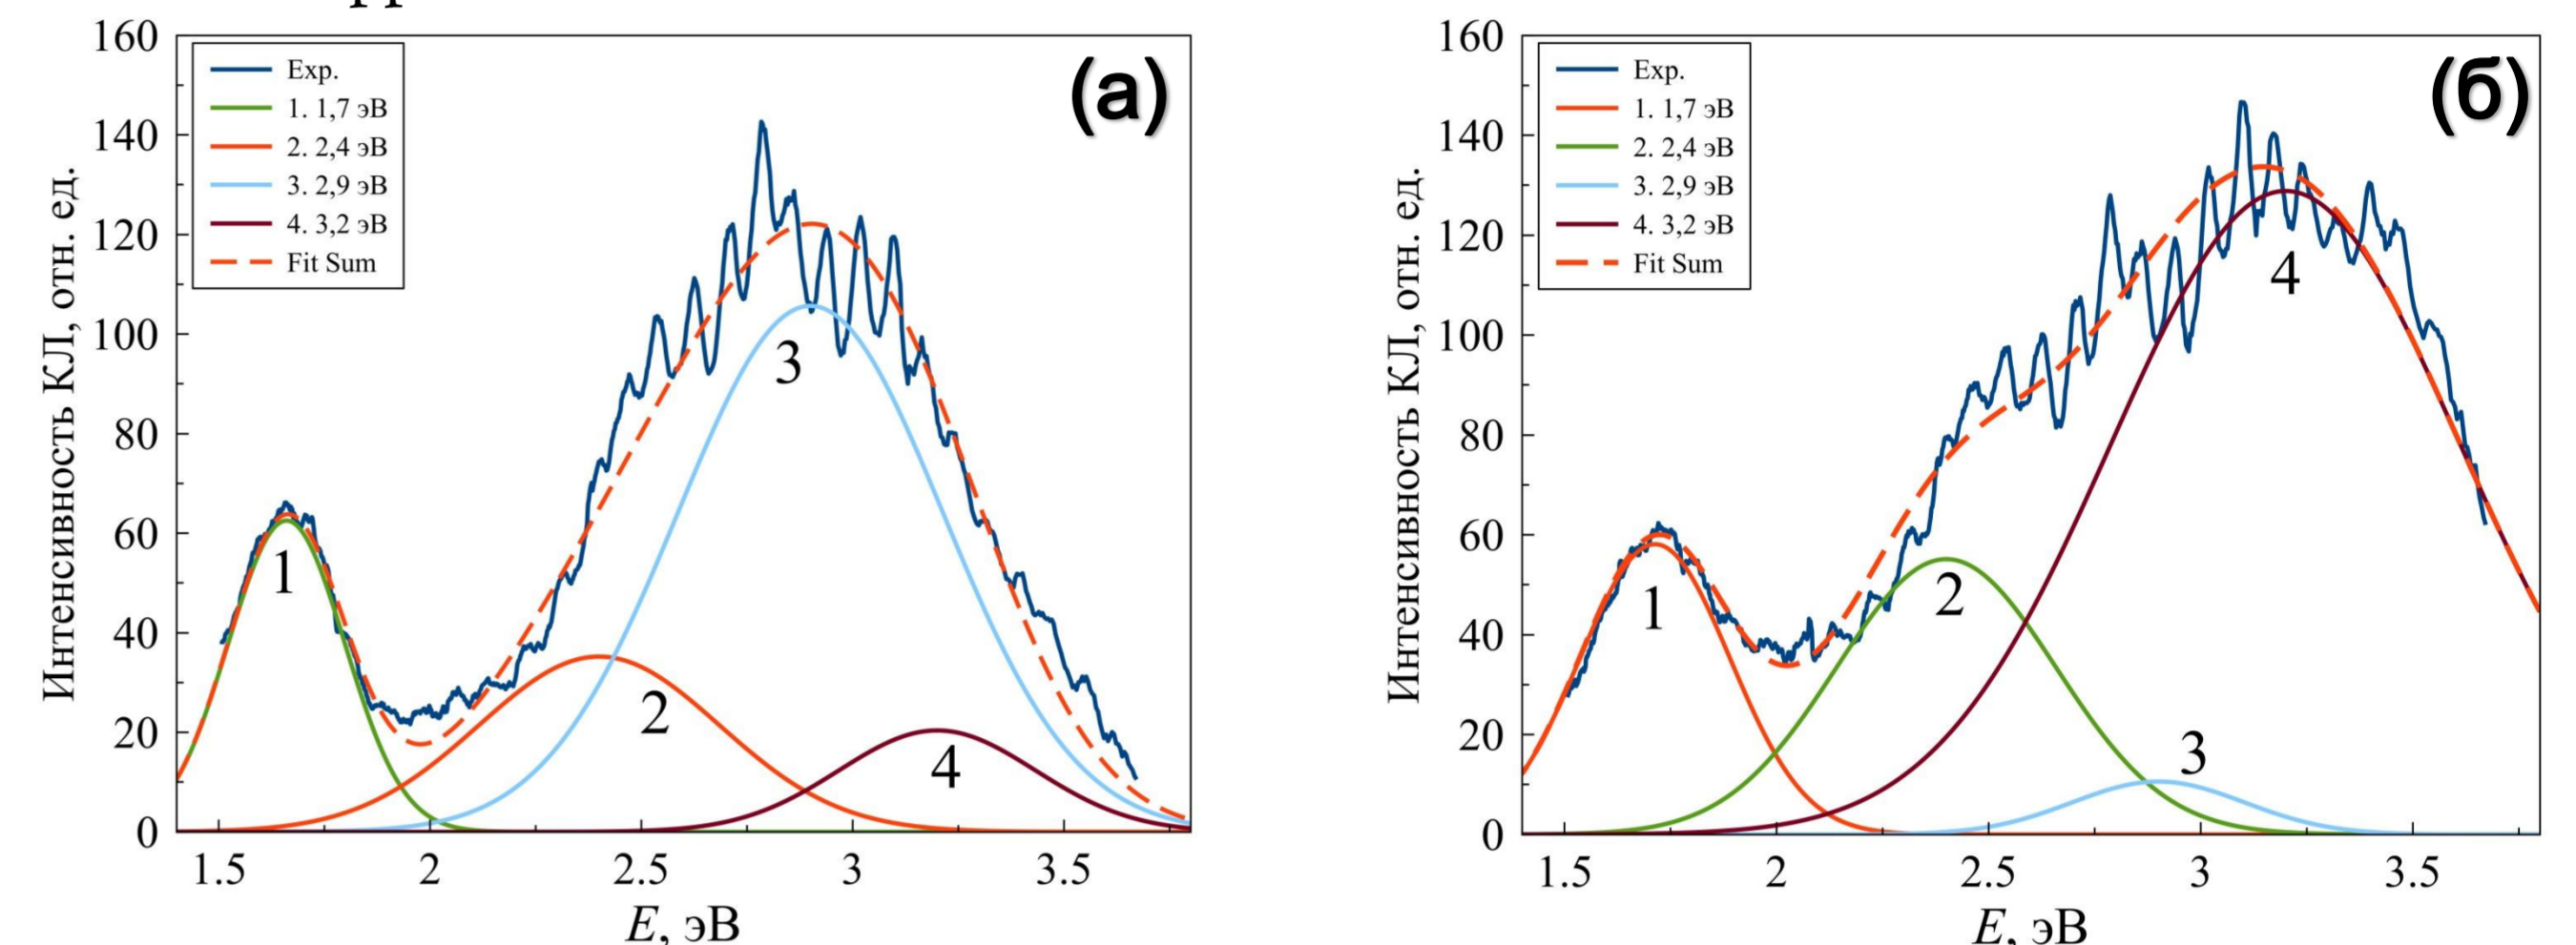 (а)
160
140
120
100
80
60
40
20
0
Интенсивность КЛ, отн. ед.
Exp.
1. 1,7 эВ
2. 2,4 эВ
3. 2,9 эВ
4. 3,2 эВ
Fit Sum
1
2
3
4
1.5 2 2.5 3 3.5
E, эВ
(б)
160
140
120
100
80
60
40
20
0
Интенсивность КЛ, отн. ед.
Exp.
1. 1,7 эВ
2. 2,4 эВ
3. 2,9 эВ
4. 3,2 эВ
Fit Sum
1
2
3
4
1.5 2 2.5 3 3.5
E, эВ